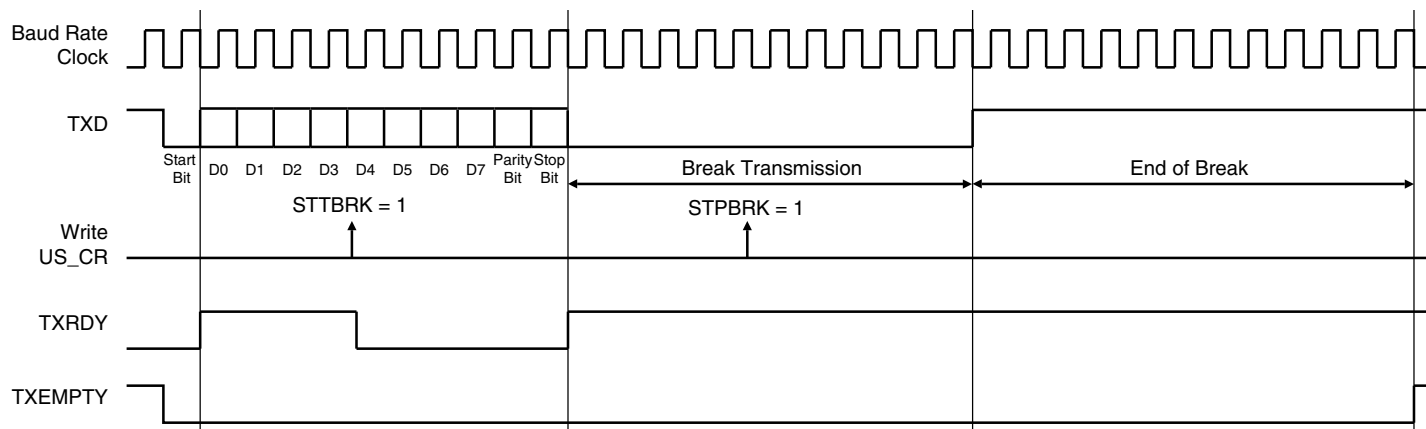 Baud Rate
Clock
TXD
Start
Bit
D0 D1 D2 D3 D4 D5 D6 D7
Parity
Bit
Stop
Bit
Break Transmission
End of Break
STTBRK = 1
STPBRK = 1
Write
US_CR
TXRDY
TXEMPTY